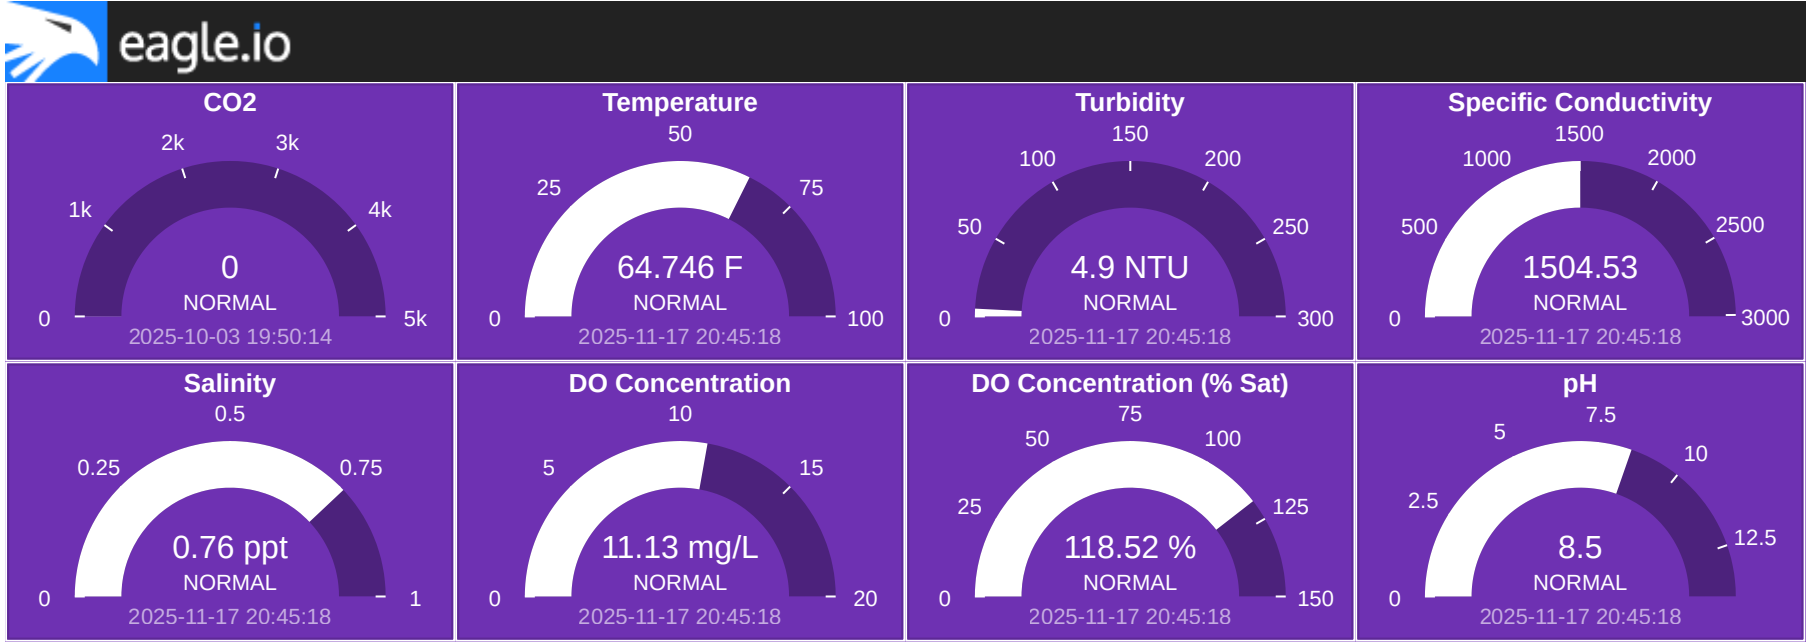 eagle.io
CO2
2k
3k
1k
4k
0
5k
0
NORMAL
2025-10-03 19:50:14
Temperature
50
25
75
0
100
64.746 F
NORMAL
2025-11-17 20:45:18
Turbidity
150
100
200
50
250
0
300
4.9 NTU
NORMAL
2025-11-17 20:45:18
Specific Conductivity
1500
1000
2000
500
2500
0
3000
1504.53
NORMAL
2025-11-17 20:45:18
Salinity
0.5
0.25
0.75
0
1
0.76 ppt
NORMAL
2025-11-17 20:45:18
DO Concentration
10
5
15
0
20
11.13 mg/L
NORMAL
2025-11-17 20:45:18
DO Concentration (% Sat)
75
50
100
25
125
0
150
118.52 %
NORMAL
2025-11-17 20:45:18
pH
7.5
5
10
2.5
12.5
0
8.5
NORMAL
2025-11-17 20:45:18